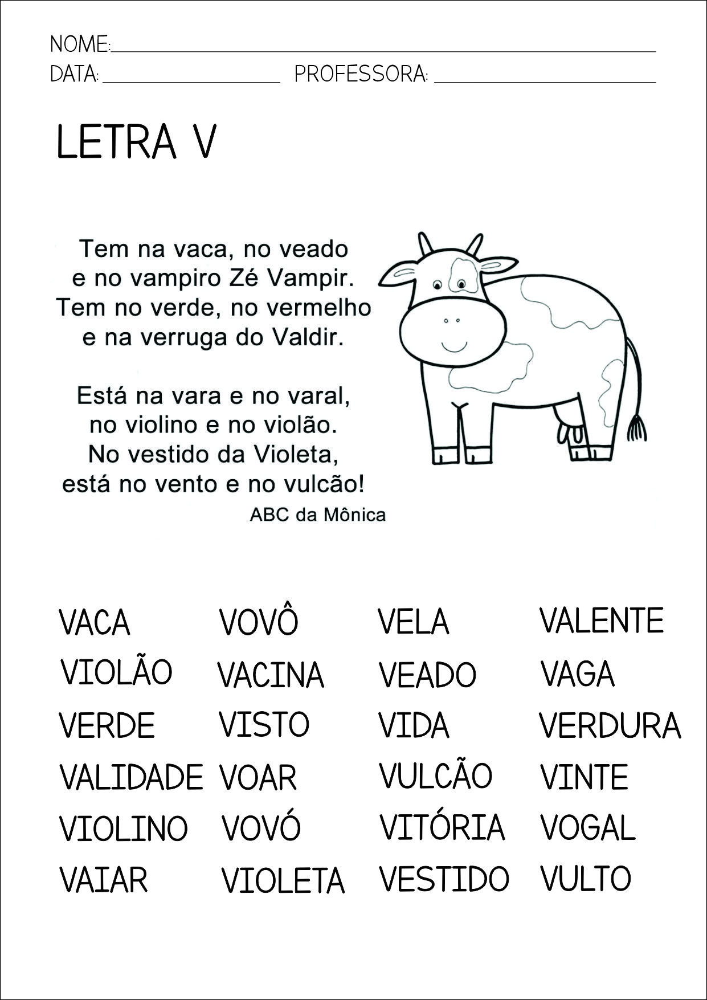 NOME:
DATA: PROFESSORA:
LETRA V
Tem na vaca, no veado
e no vampiro Zé Vampir.
Tem no verde, no vermelho
e na verruga do Valdir.
Está na vara e no varal,
no violino e no violão.
No vestido da Violeta,
está no vento e no vulcão!
ABC da Mônica
VACA VOVÔ VELA VALENTE
VIOLÃO VACINA VEADO VAGA
VERDE VISTO VIDA VERDURA
VALIDADE VOAR VULCÃO VINTE
VIOLINO VOVÓ VITÓRIA VOGAL
VAIAR VIOLETA VESTIDO VULTO